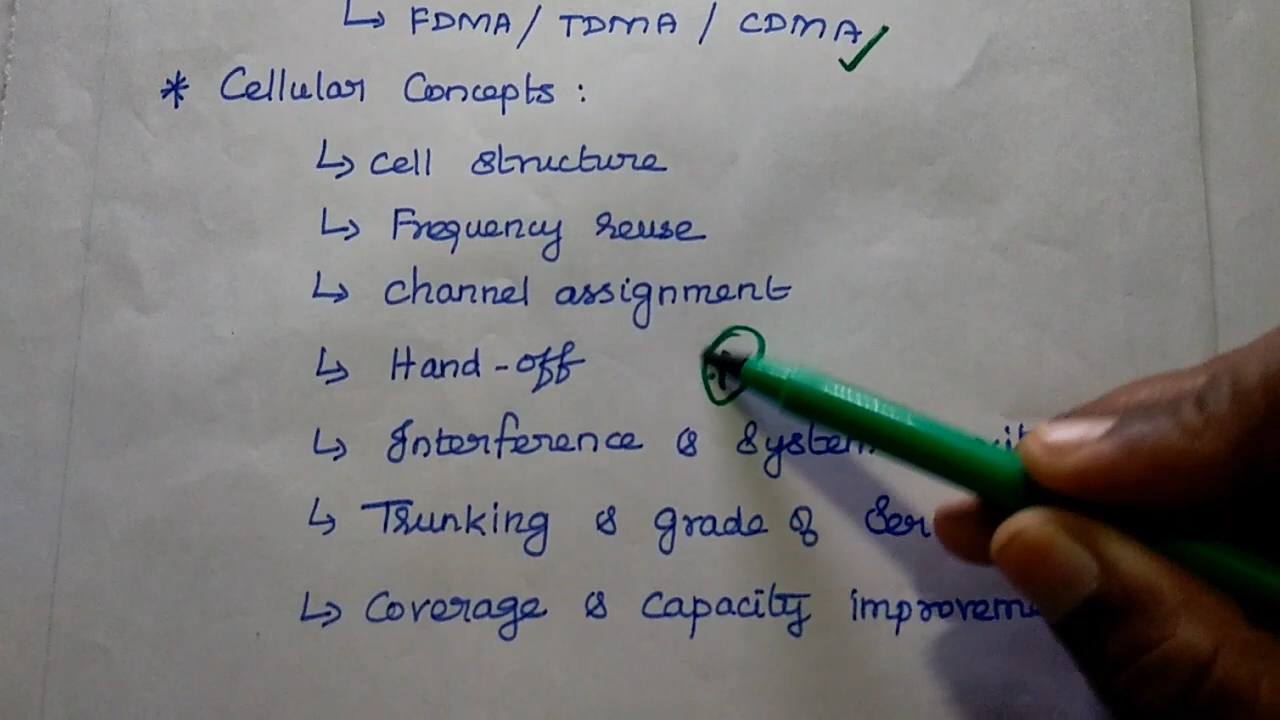 ↳ FDMA / TDMA / CDMA ✓
* Cellular Concepts :
↳ Cell structure
↳ Frequency reuse
↳ Channel assignment
↳ Hand-off
↳ Interference & System
↳ Trunking & grade of
↳ Coverage & capacity